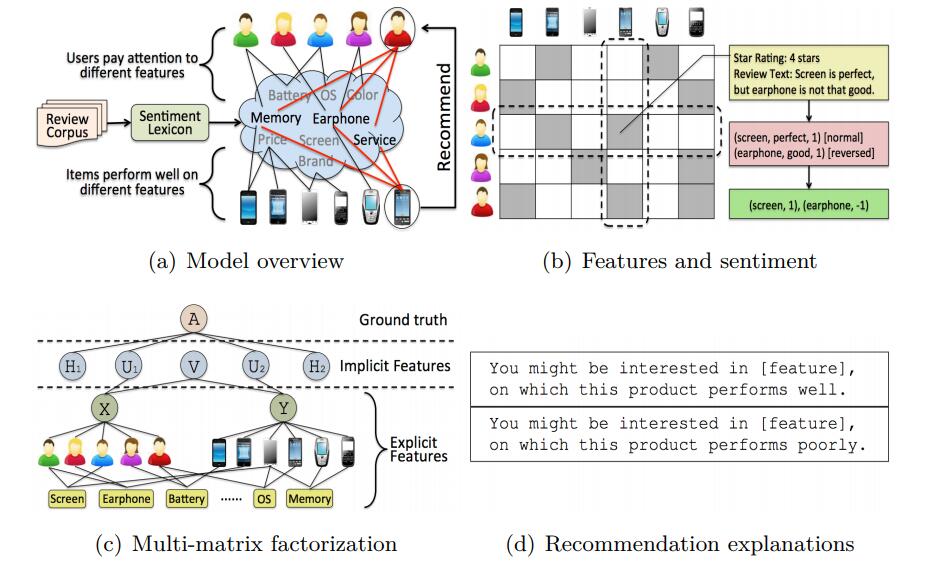 Users pay attention to
different features
Review
Corpus
Sentiment
Lexicon
Items perform well on
different features
Battery OS Color
Memory Earphone
Price Screen Service
Brand
Recommend
(a) Model overview
Star Rating: 4 stars
Review Text: Screen is perfect,
but earphone is not that good.
(screen, perfect, 1) [normal]
(earphone, good, 1) [reversed]
(screen, 1), (earphone, -1)
(b) Features and sentiment
A
Ground truth
H₁ U₁ V U₂ H₂ Implicit Features
X Y
Explicit
Features
Screen Earphone Battery ...... OS Memory
(c) Multi-matrix factorization
You might be interested in [feature],
on which this product performs well.
You might be interested in [feature],
on which this product performs poorly.
(d) Recommendation explanations